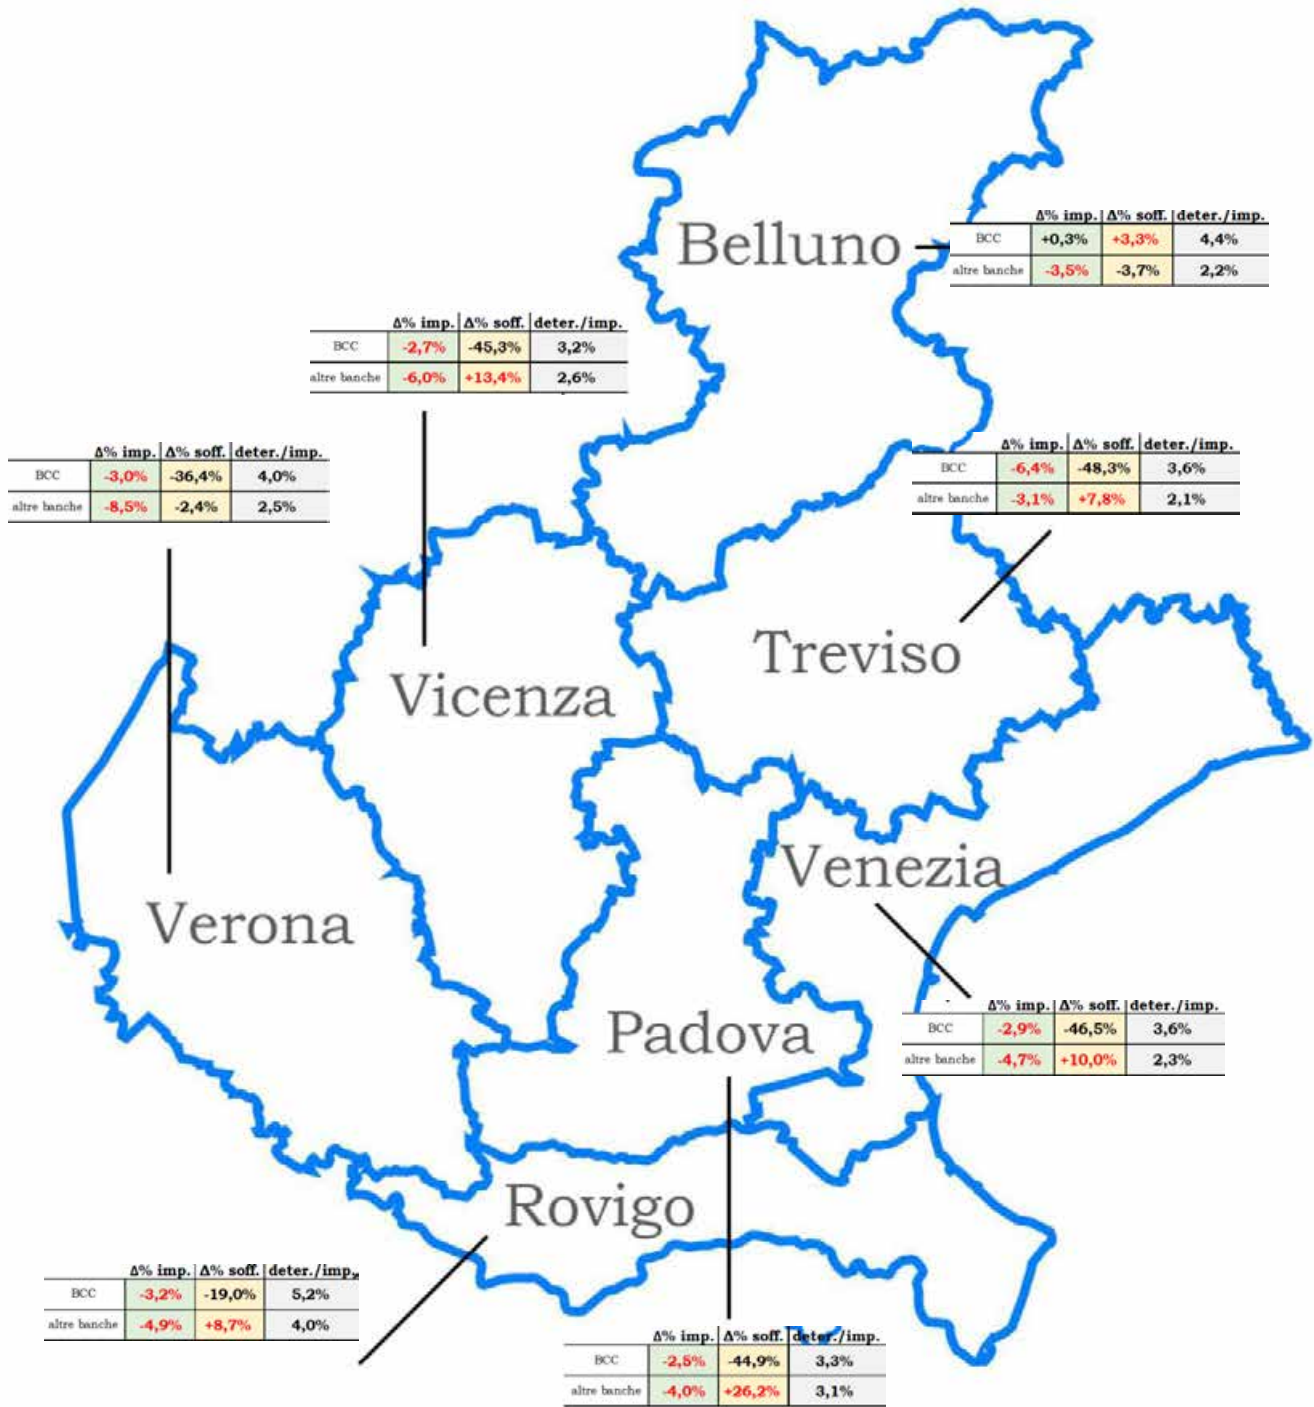 Belluno
Δ% imp. Δ% soff. deter./imp.
BCC +0,3% +3,3% 4,4%
altre banche -3,5% -3,7% 2,2%
Δ% imp. Δ% soff. deter./imp.
BCC -2,7% -45,3% 3,2%
altre banche -6,0% +13,4% 2,6%
Δ% imp. Δ% soff. deter./imp.
BCC -3,0% -36,4% 4,0%
altre banche -8,5% -2,4% 2,5%
Δ% imp. Δ% soff. deter./imp.
BCC -6,4% -48,3% 3,6%
altre banche -3,1% +7,8% 2,1%
Treviso
Vicenza
Venezia
Verona
Padova
Δ% imp. Δ% soff. deter./imp.
BCC -2,9% -46,5% 3,6%
altre banche -4,7% +10,0% 2,3%
Rovigo
Δ% imp. Δ% soff. deter./imp.
BCC -3,2% -19,0% 5,2%
altre banche -4,9% +8,7% 4,0%
Δ% imp. Δ% soff. deter./imp.
BCC -2,5% -44,9% 3,3%
altre banche -4,0% +26,2% 3,1%